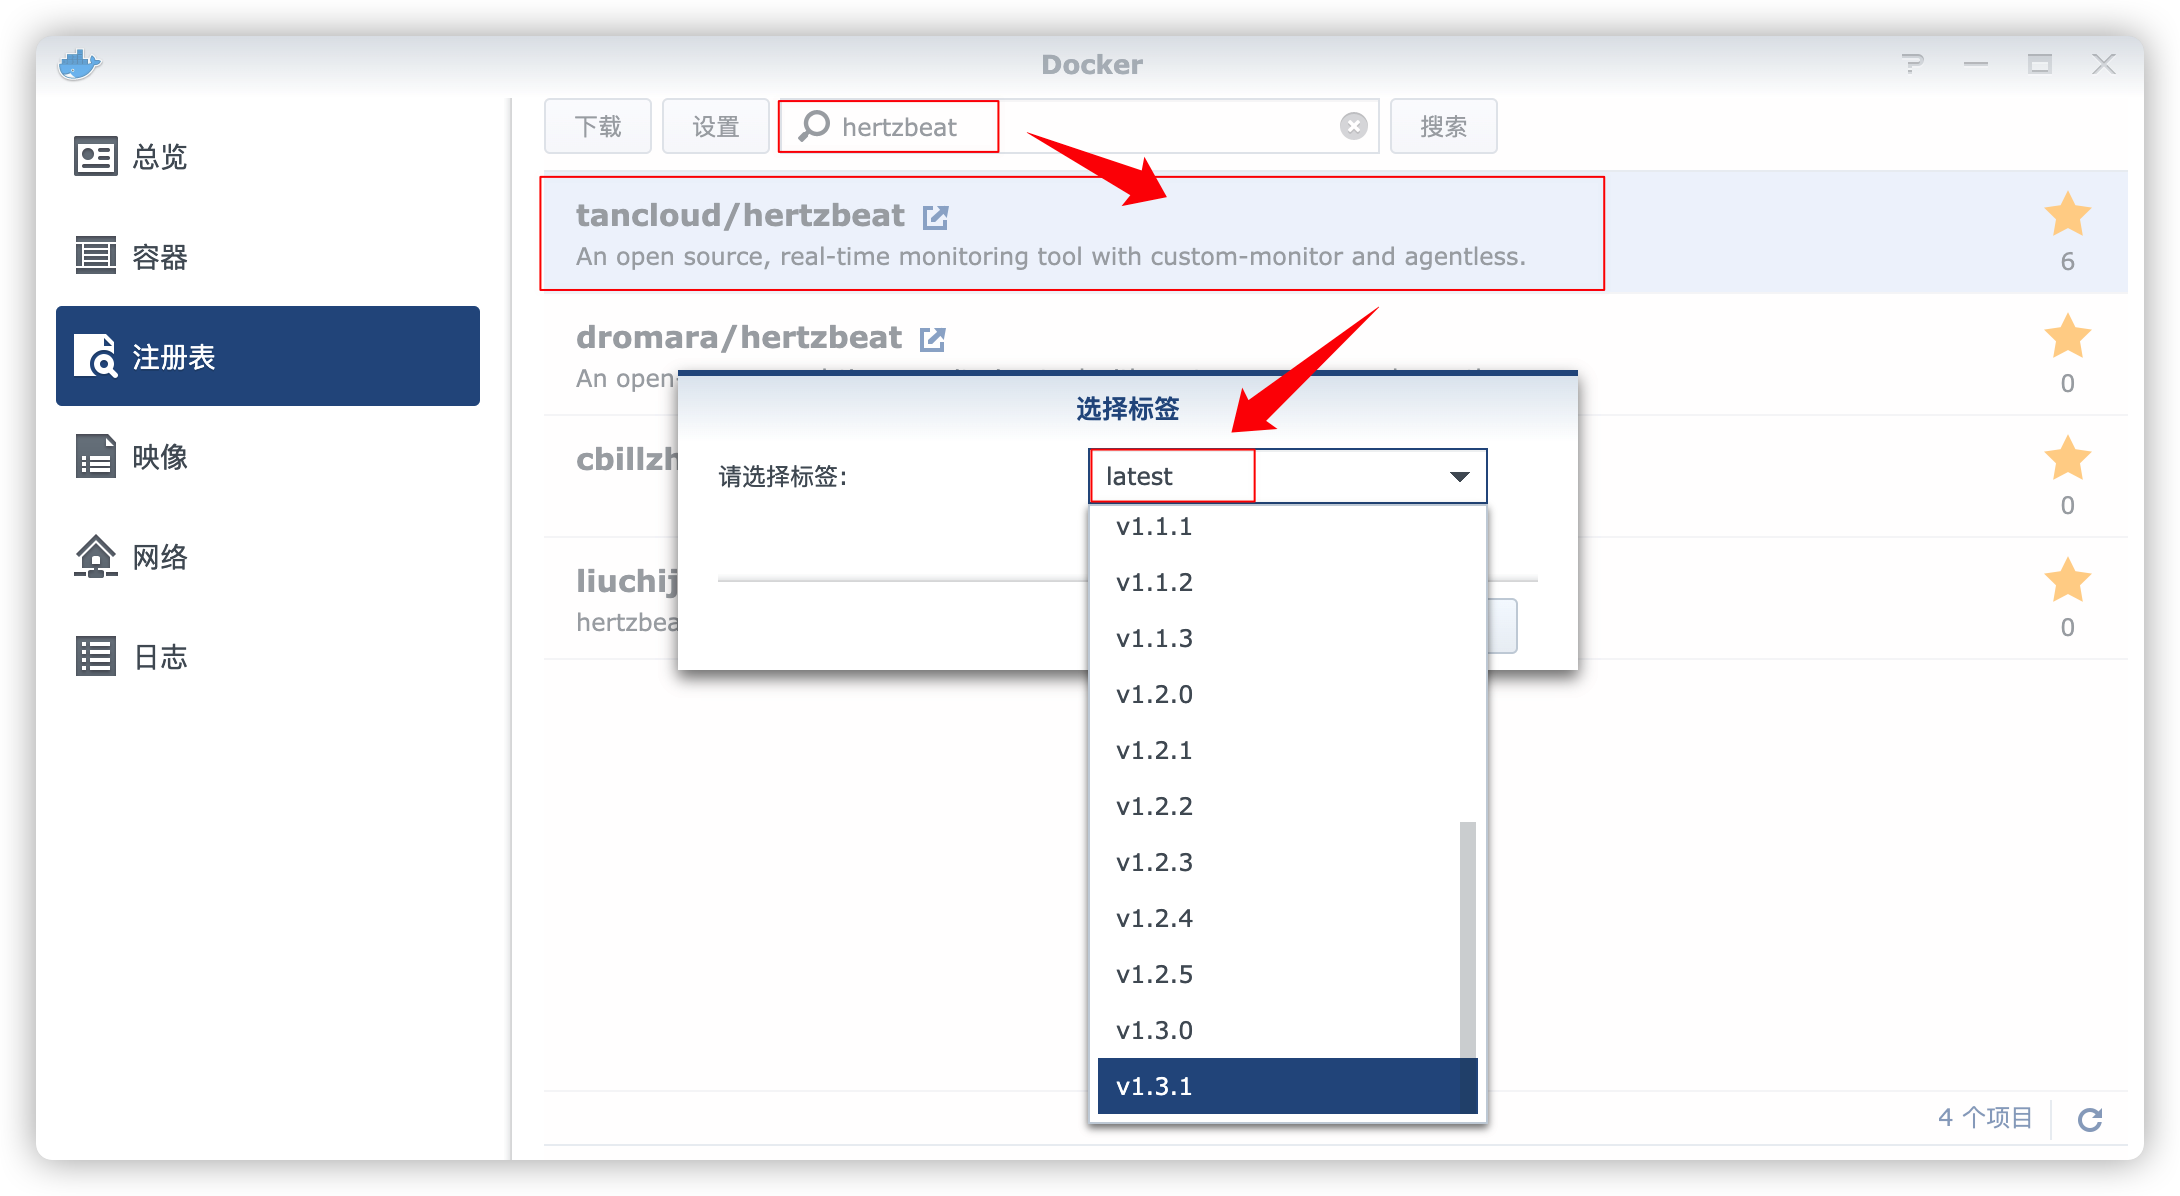 Docker
总览
容器
注册表
映像
网络
日志
下载 设置 hertzbeat 搜索
tancloud/hertzbeat
An open source, real-time monitoring tool with custom-monitor and agentless.
6
dromara/hertzbeat
An open-
0
0
hertzbea
0
选择标签
请选择标签: latest
v1.1.1
v1.1.2
v1.1.3
v1.2.0
v1.2.1
v1.2.2
v1.2.3
v1.2.4
v1.2.5
v1.3.0
v1.3.1
4 个项目